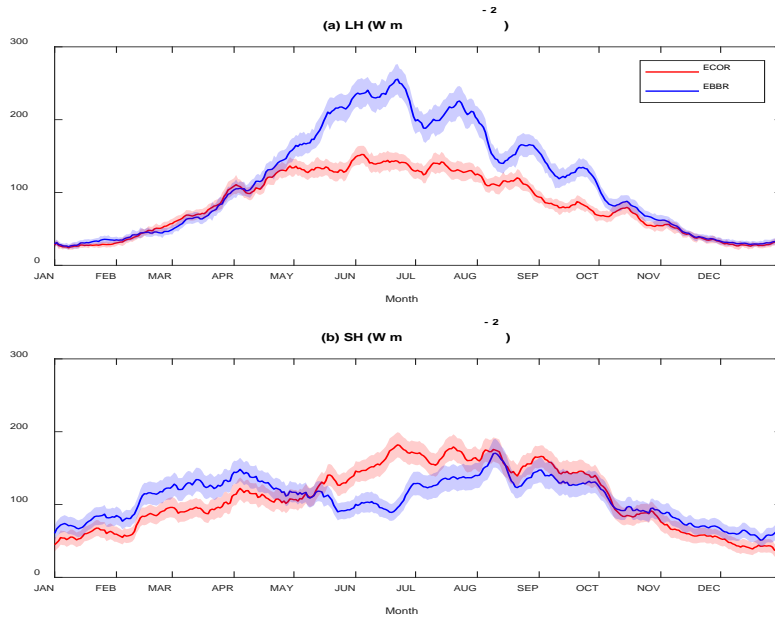 (a) LH (W m - 2 )
300
200
100
0
ECOR
EBBR
JAN FEB MAR APR MAY JUN JUL AUG SEP OCT NOV DEC
Month
(b) SH (W m - 2 )
300
200
100
0
JAN FEB MAR APR MAY JUN JUL AUG SEP OCT NOV DEC
Month